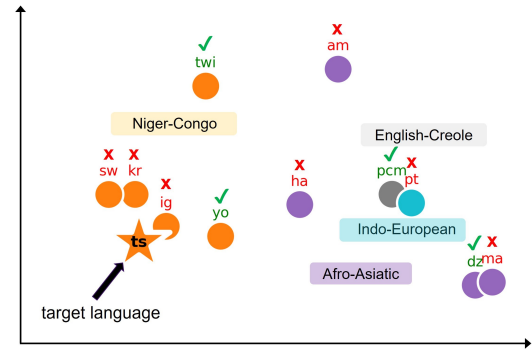 x
am
✓
twi
Niger-Congo
English-Creole
x
sw
x
kr
x
ig
✓
yo
x
ha
✓
pcm
x
pt
ts
Indo-European
Afro-Asiatic
✓
dz
x
ma
target language